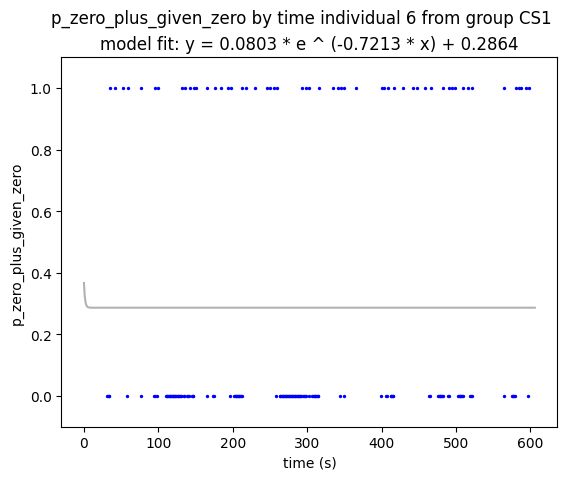 p_zero_plus_given_zero by time individual 6 from group CS1
model fit: y = 0.0803 * e ^ (-0.7213 * x) + 0.2864
1.0
0.8
0.6
0.4
0.2
0.0
p_zero_plus_given_zero
0 100 200 300 400 500 600
time (s)